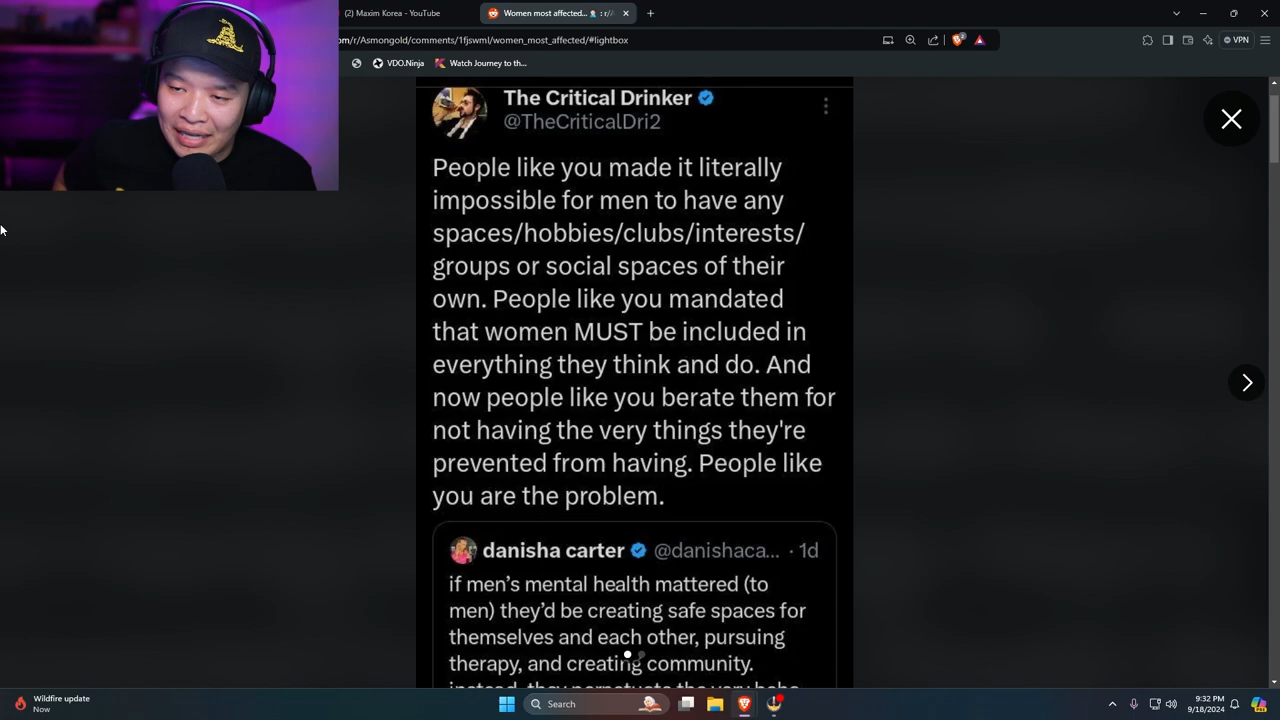 (2) Maxim Korea - YouTube
Women most affected... : r/A
om/r/Asmongold/comments/1fjswml/women_most_affected/#lightbox
2
VPN
VDO.Ninja
Watch Journey to th...
The Critical Drinker
@TheCriticalDri2
People like you made it literally
impossible for men to have any
spaces/hobbies/clubs/interests/
groups or social spaces of their
own. People like you mandated
that women MUST be included in
everything they think and do. And
now people like you berate them for
not having the very things they're
prevented from having. People like
you are the problem.
danisha carter @danishaca... · 1d
if men's mental health mattered (to
men) they'd be creating safe spaces for
themselves and each other, pursuing
therapy, and creating community.
instead, they perpetuate the very
Wildfire update
Now
Search
9:32 PM
9/18/2024